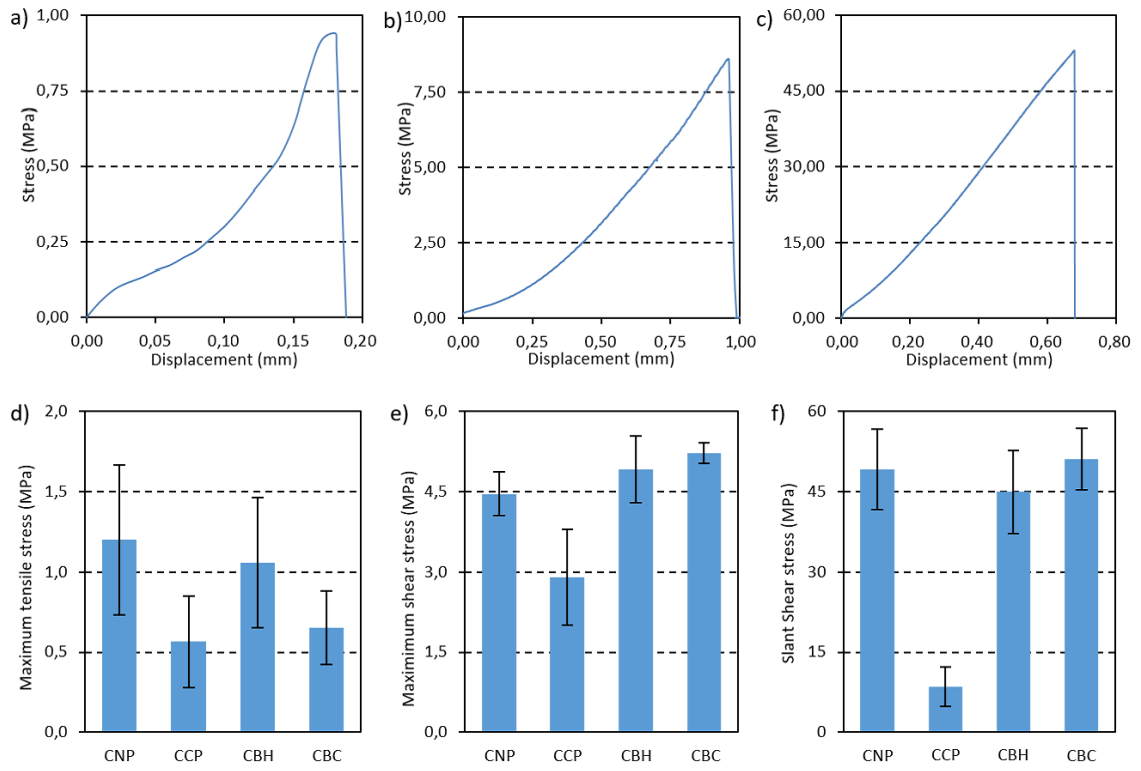 a)
1,00
0,75
0,50
0,25
0,00
Stress (MPa)
0,00 0,05 0,10 0,15 0,20
Displacement (mm)
b)
10,00
7,50
5,00
2,50
0,00
Stress (MPa)
0,00 0,25 0,50 0,75 1,00
Displacement (mm)
c)
60,00
45,00
30,00
15,00
0,00
Stress (MPa)
0,00 0,20 0,40 0,60 0,80
Displacement (mm)
d)
2,0
1,5
1,0
0,5
0,0
Maximum tensile stress (MPa)
CNP CCP CBH CBC
e)
6,0
4,5
3,0
1,5
0,0
Maximimum shear stress (MPa)
CNP CCP CBH CBC
f)
60
45
30
15
0
Slant Shear stress (MPa)
CNP CCP CBH CBC